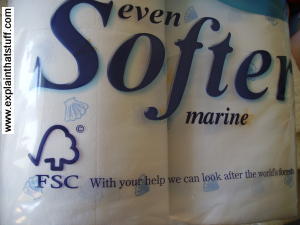 even
Softer
marine
©
FSC
With your help we can look after the world's forests
www.explainthatstuff.com